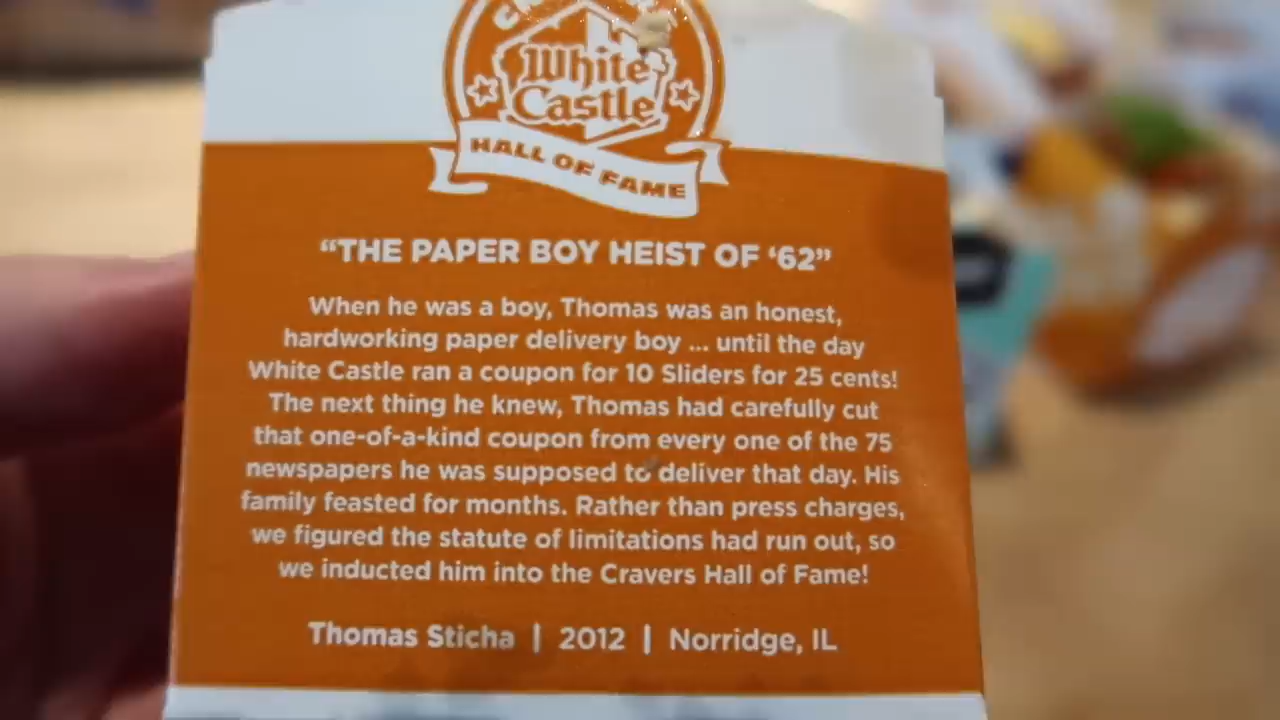 White
Castle
HALL OF FAME
“THE PAPER BOY HEIST OF ‘62”
When he was a boy, Thomas was an honest,
hardworking paper delivery boy ... until the day
White Castle ran a coupon for 10 Sliders for 25 cents!
The next thing he knew, Thomas had carefully cut
that one-of-a-kind coupon from every one of the 75
newspapers he was supposed to deliver that day. His
family feasted for months. Rather than press charges,
we figured the statute of limitations had run out, so
we inducted him into the Cravers Hall of Fame!
Thomas Sticha | 2012 | Norridge, IL